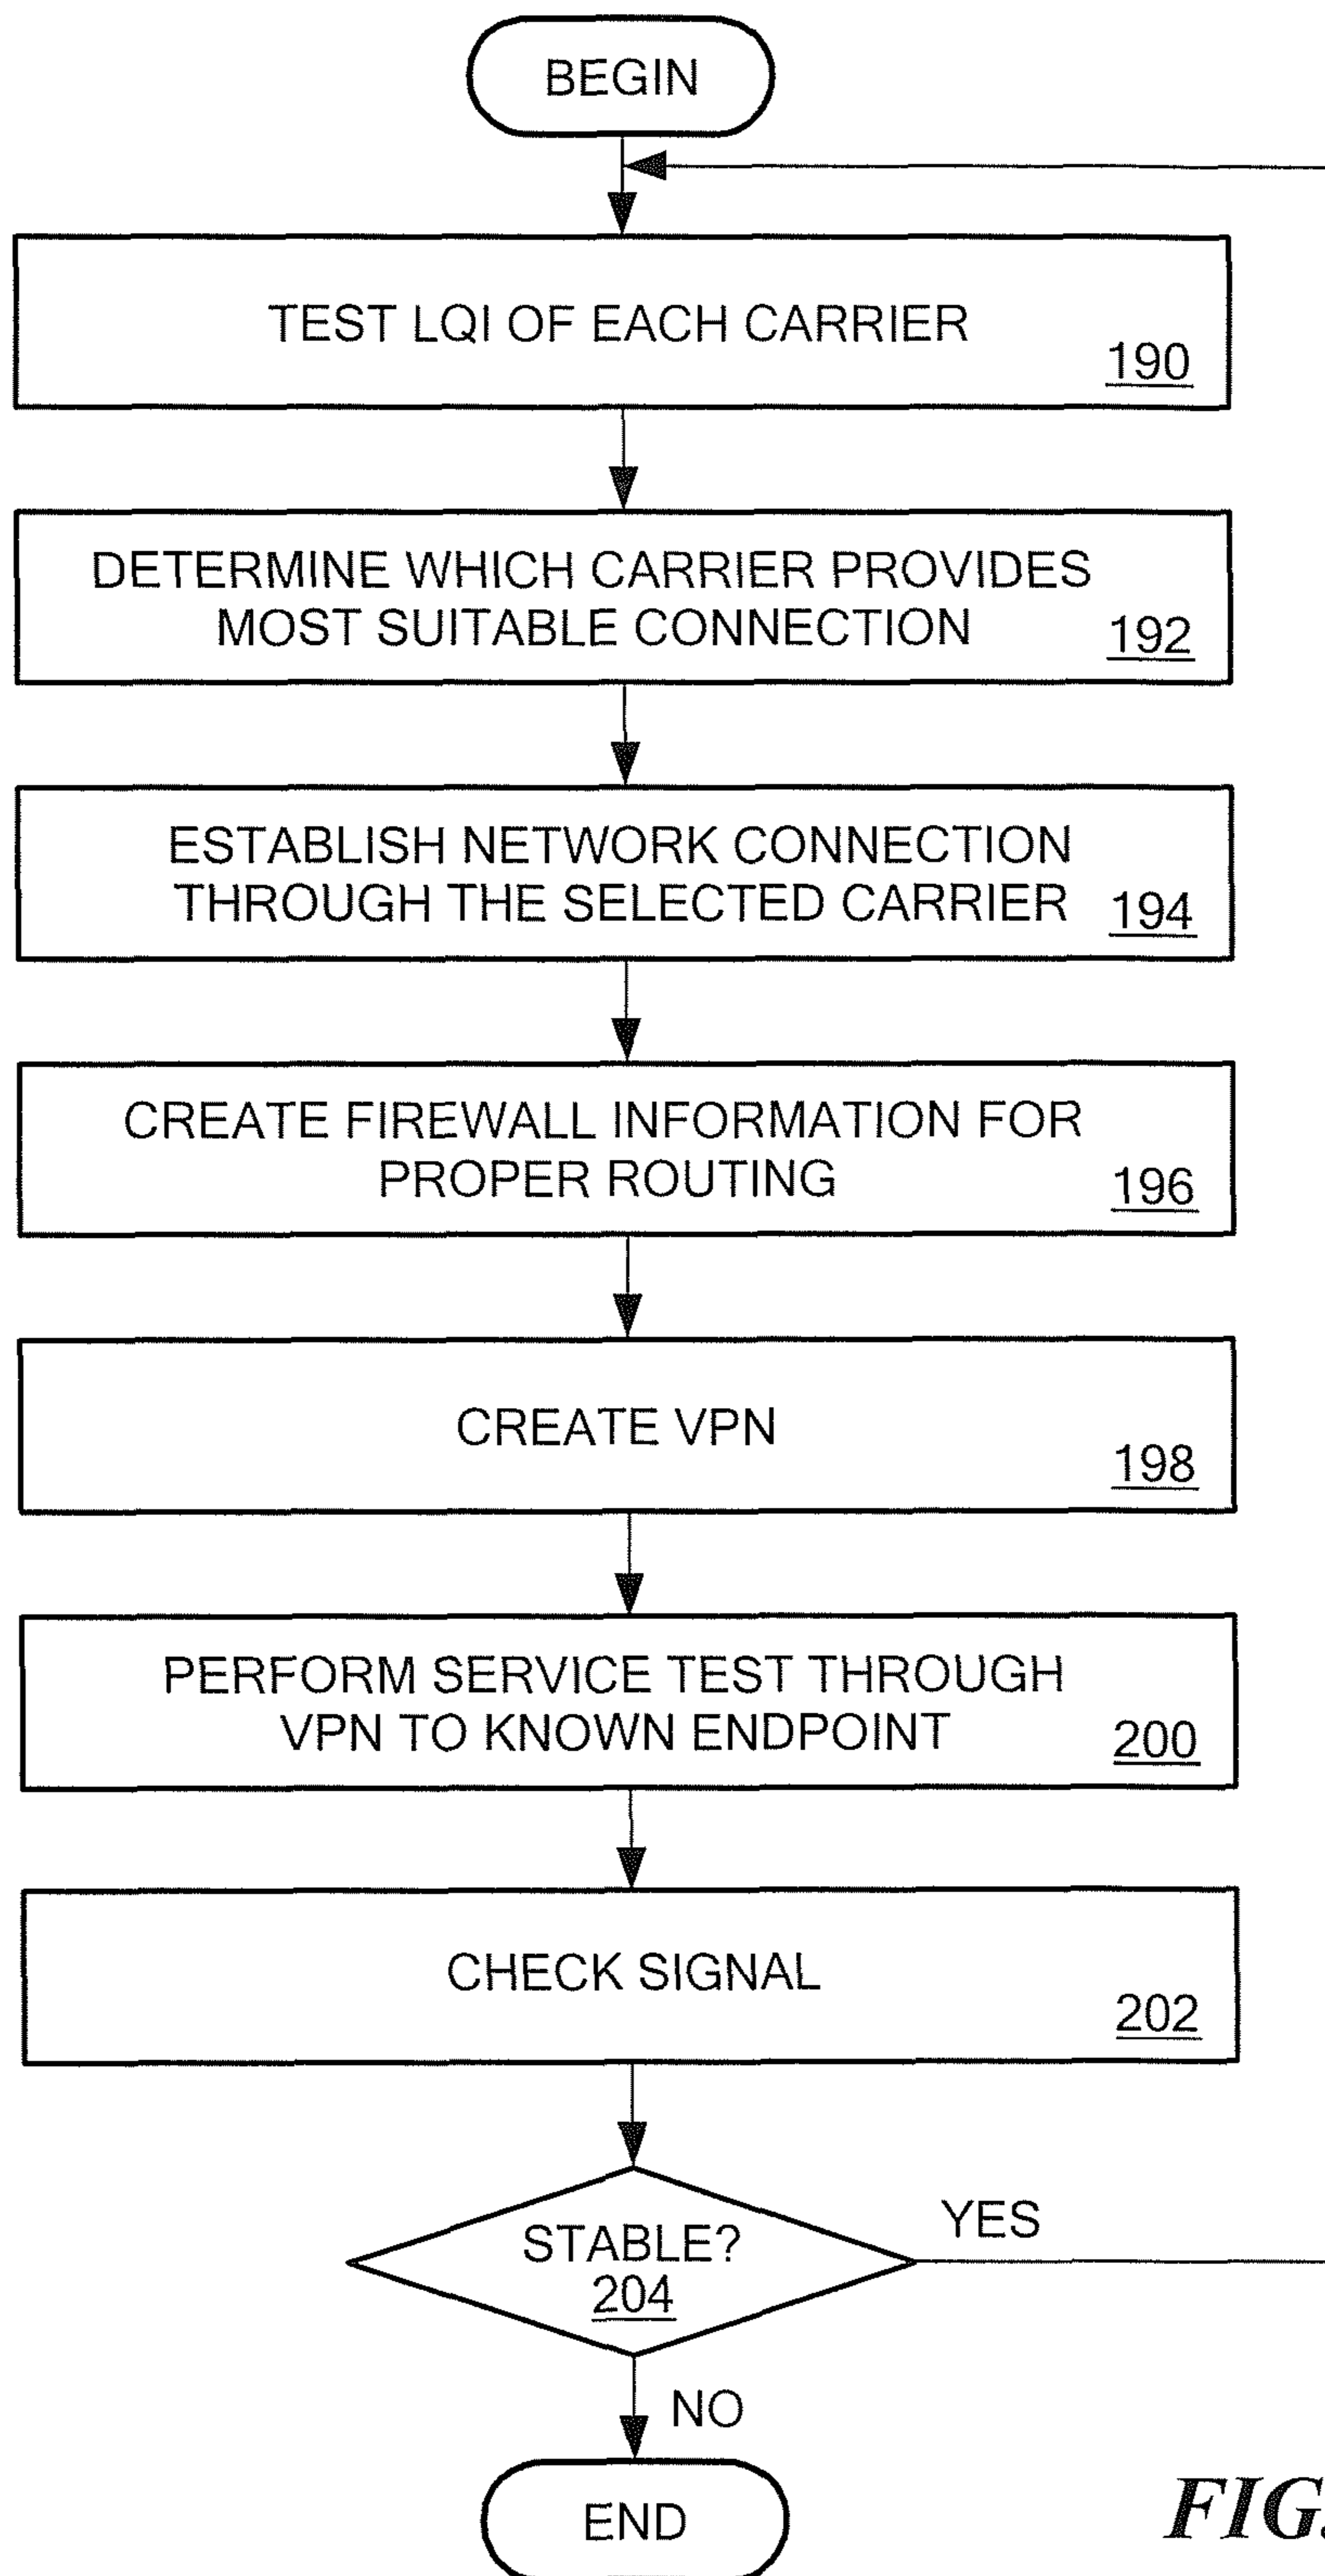 BEGIN
TEST LQI OF EACH CARRIER
190
DETERMINE WHICH CARRIER PROVIDES
MOST SUITABLE CONNECTION
192
ESTABLISH NETWORK CONNECTION
THROUGH THE SELECTED CARRIER
194
CREATE FIREWALL INFORMATION FOR
PROPER ROUTING
196
CREATE VPN
198
PERFORM SERVICE TEST THROUGH
VPN TO KNOWN ENDPOINT
200
CHECK SIGNAL
202
STABLE?
204
YES
NO
END
FIG.